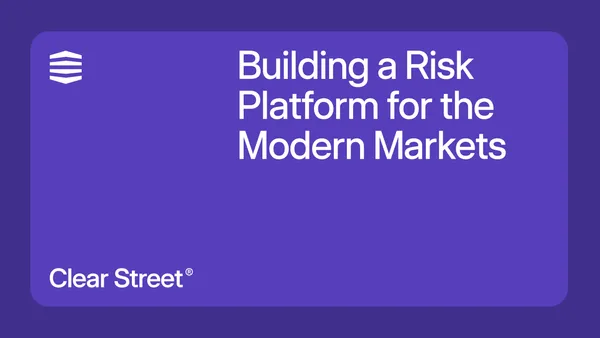 Building a Risk
Platform for the
Modern Markets
Clear Street®